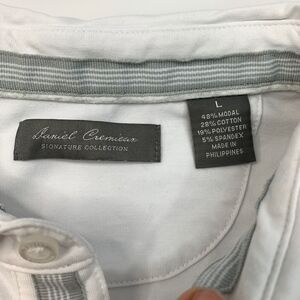 Daniel Cremieux
SIGNATURE COLLECTION
L
48% MODAL
28% COTTON
19% POLYESTER
5% SPANDEX
MADE IN
PHILIPPINES